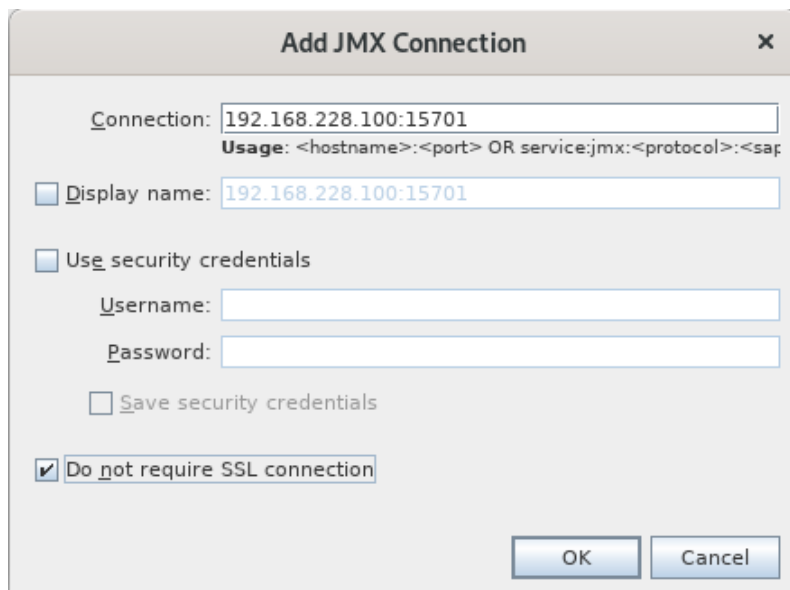 Add JMX Connection ×
Connection: 192.168.228.100:15701
Usage: <hostname>:<port> OR service:jmx:<protocol>:<sap
Display name: 192.168.228.100:15701
Use security credentials
Username:
Password:
Save security credentials
Do not require SSL connection
OK Cancel